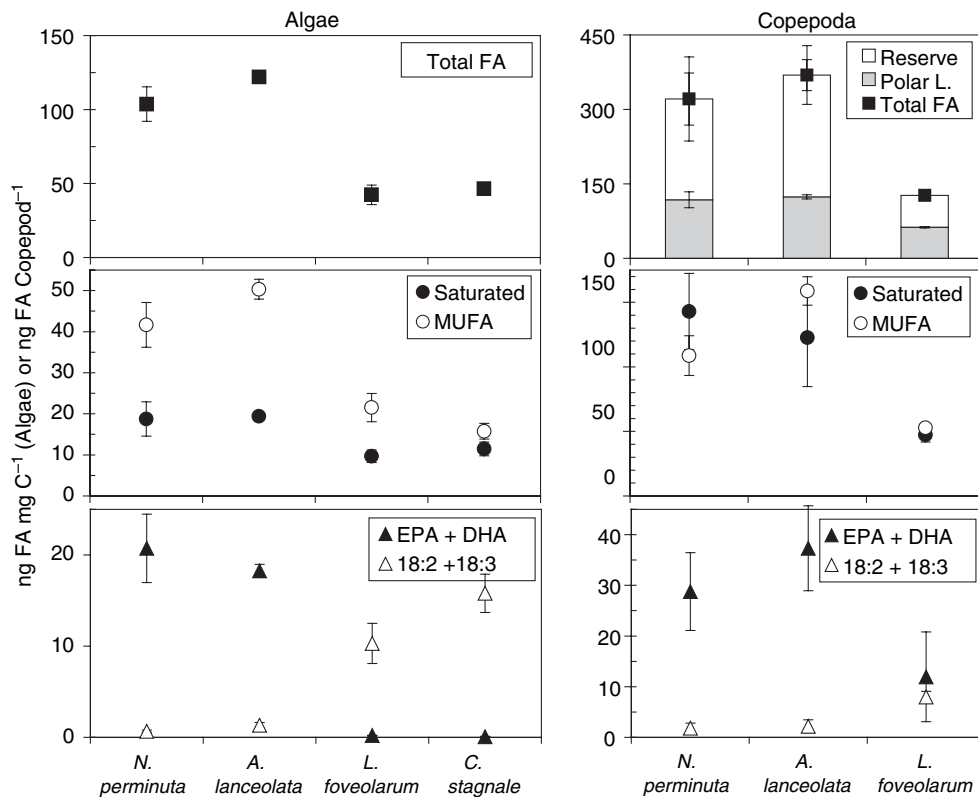 Algae
Copepoda
ng FA mg C⁻¹ (Algae) or ng FA Copepod⁻¹
150
100
50
0
Total FA
450
300
150
0
Reserve
Polar L.
Total FA
50
40
30
20
10
0
Saturated
MUFA
150
100
50
0
Saturated
MUFA
20
10
0
EPA + DHA
18:2 +18:3
40
30
20
10
0
EPA + DHA
18:2 + 18:3
N. perminuta
A. lanceolata
L. foveolarum
C. stagnale
N. perminuta
A. lanceolata
L. foveolarum